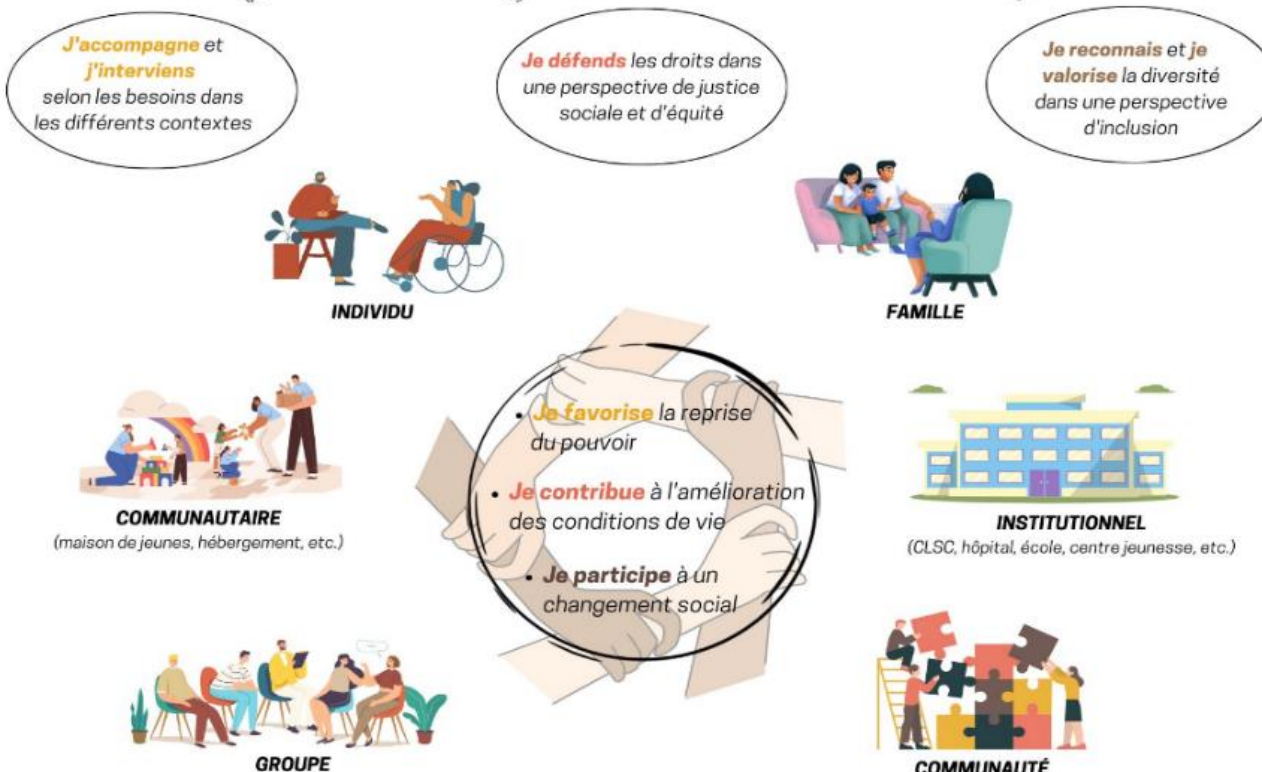 J'accompagne et
j'interviens
selon les besoins dans
les différents contextes
Je défends les droits dans
une perspective de justice
sociale et d'équité
Je reconnais et je
valorise la diversité
dans une perspective
d'inclusion
INDIVIDU
FAMILLE
• Je favorise la reprise
du pouvoir
• Je contribue à l'amélioration
des conditions de vie
• Je participe à un
changement social
COMMUNAUTAIRE
(maison de jeunes, hébergement, etc.)
INSTITUTIONNEL
(CLSC, hôpital, école, centre jeunesse, etc.)
GROUPE
COMMUNAUTÉ